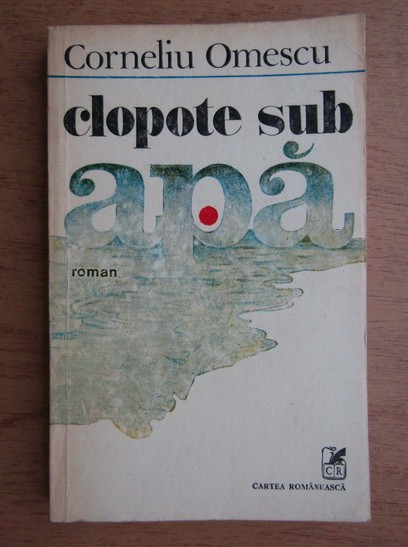 Corneliu Omescu
clopote sub
apă
roman
CR
CARTEA ROMÂNEASCĂ